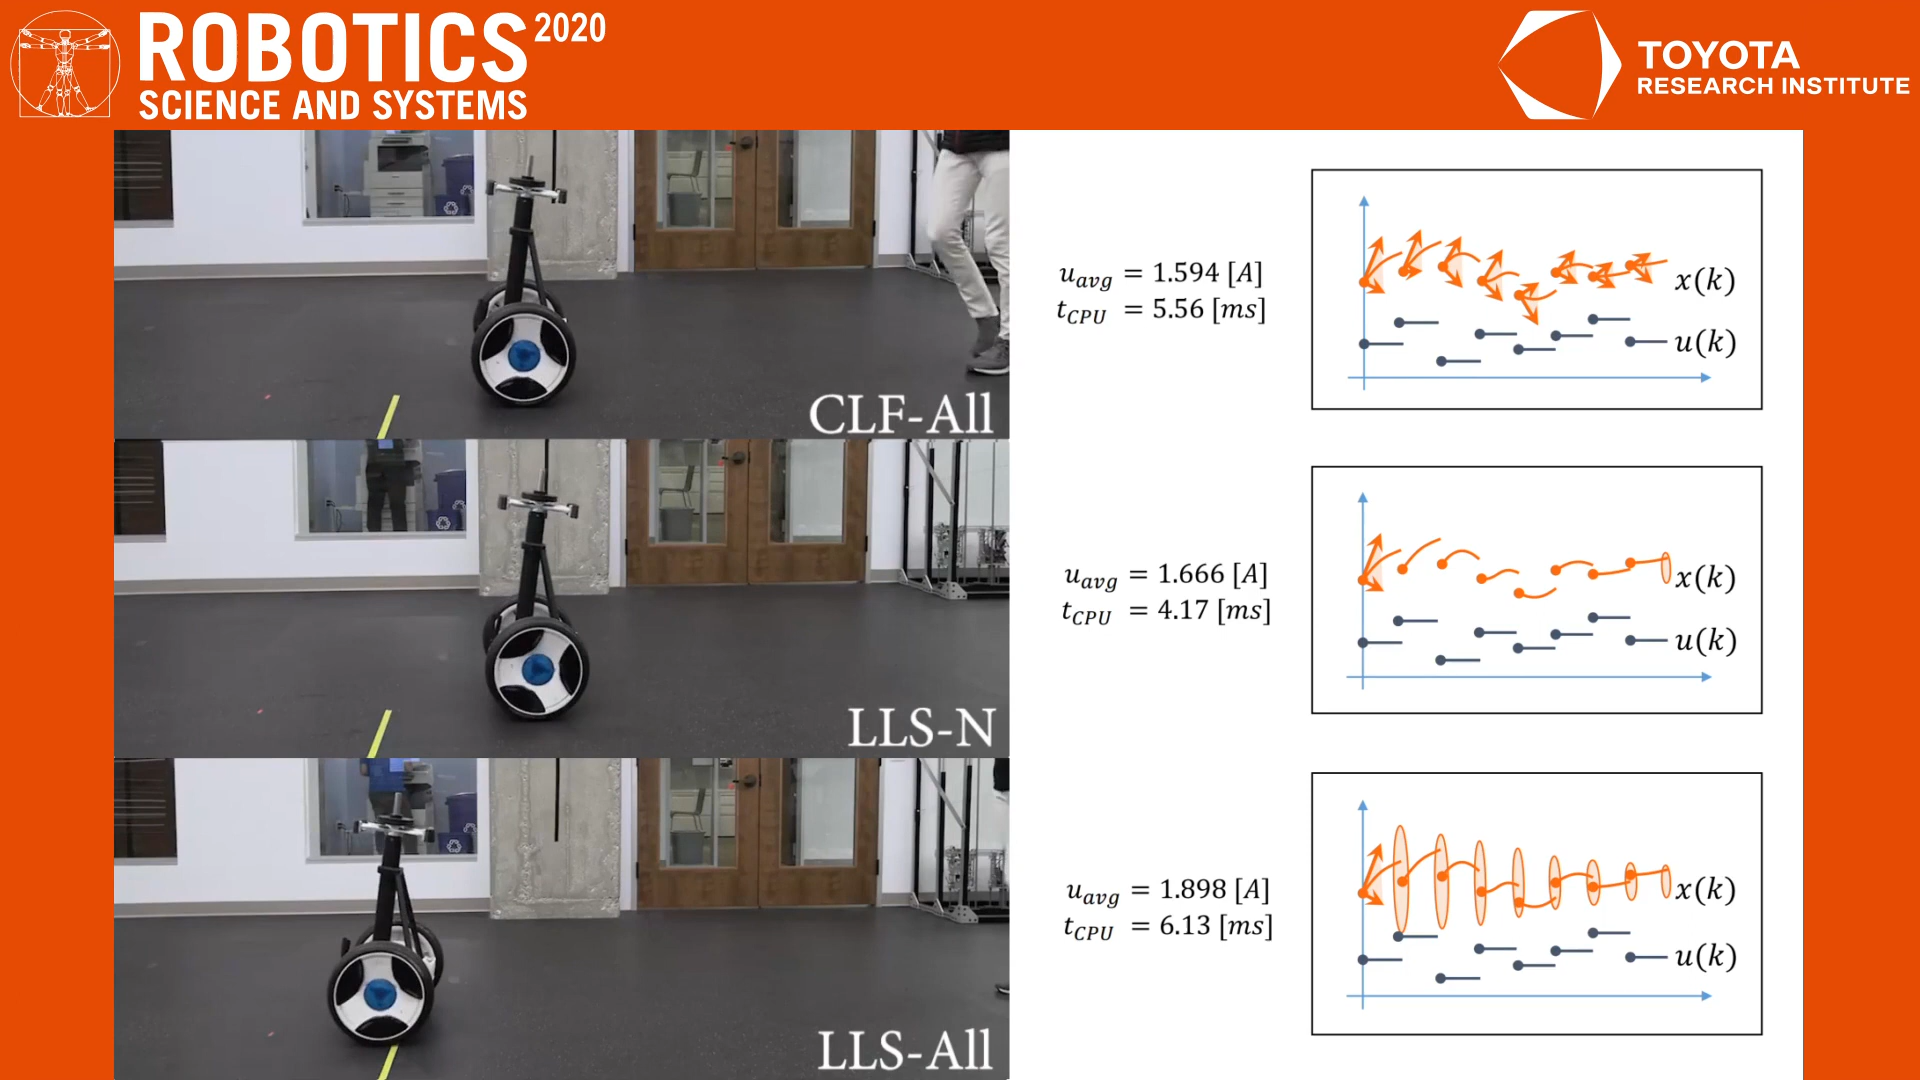 ROBOTICS 2020
SCIENCE AND SYSTEMS
TOYOTA
RESEARCH INSTITUTE
CLF-All
u_avg = 1.594 [A]
t_CPU = 5.56 [ms]
x(k)
u(k)
LLS-N
u_avg = 1.666 [A]
t_CPU = 4.17 [ms]
x(k)
u(k)
LLS-All
u_avg = 1.898 [A]
t_CPU = 6.13 [ms]
x(k)
u(k)